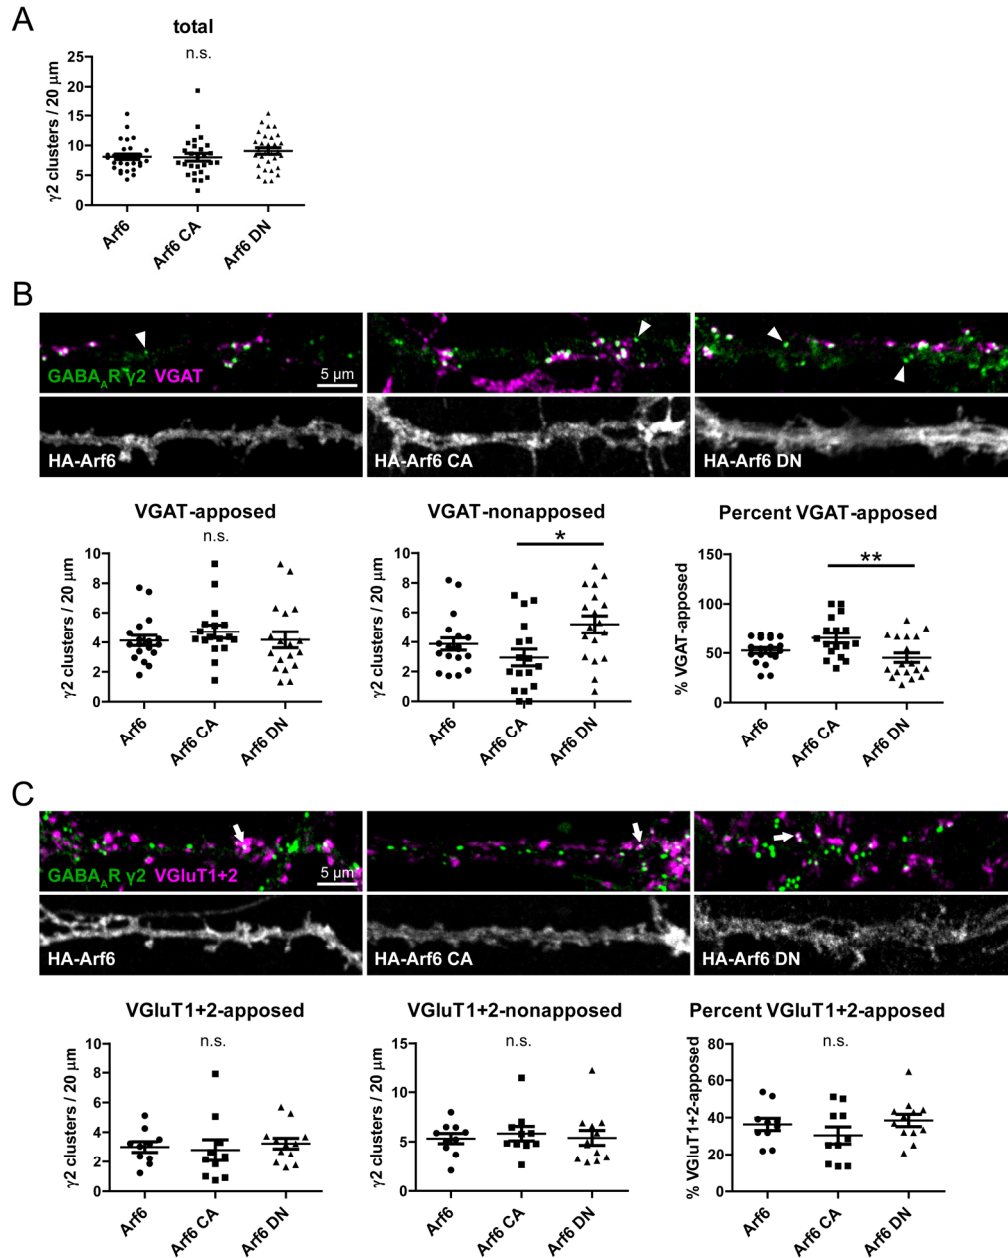 A
total
n.s.
γ2 clusters / 20 μm
25
20
15
10
5
0
Arf6
Arf6 CA
Arf6 DN
B
GABAAR γ2 VGAT
5 μm
HA-Arf6
HA-Arf6 CA
HA-Arf6 DN
VGAT-apposed
n.s.
γ2 clusters / 20 μm
10
8
6
4
2
0
Arf6
Arf6 CA
Arf6 DN
VGAT-nonapposed
*
γ2 clusters / 20 μm
10
8
6
4
2
0
Arf6
Arf6 CA
Arf6 DN
Percent VGAT-apposed
**
% VGAT-apposed
150
100
50
0
Arf6
Arf6 CA
Arf6 DN
C
GABAAR γ2 VGluT1+2
5 μm
HA-Arf6
HA-Arf6 CA
HA-Arf6 DN
VGluT1+2-apposed
n.s.
γ2 clusters / 20 μm
10
8
6
4
2
0
Arf6
Arf6 CA
Arf6 DN
VGluT1+2-nonapposed
n.s.
γ2 clusters / 20 μm
15
10
5
0
Arf6
Arf6 CA
Arf6 DN
Percent VGluT1+2-apposed
n.s.
% VGluT1+2-apposed
80
60
40
20
0
Arf6
Arf6 CA
Arf6 DN